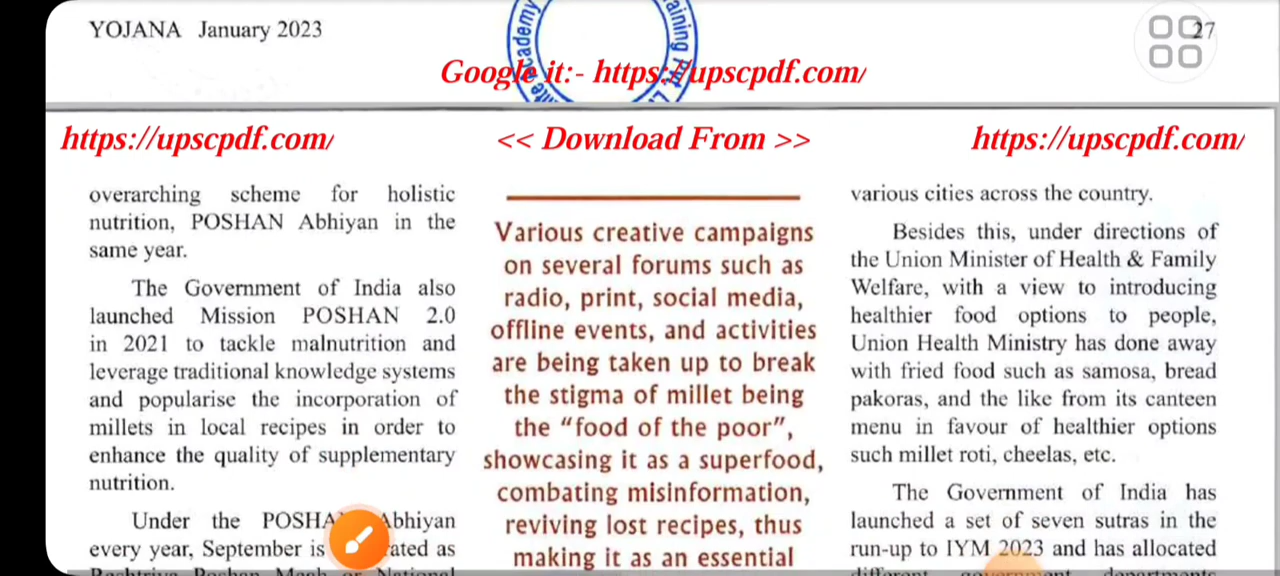 YOJANA January 2023
27
Academy
raining
Google it:- https://upscpdf.com/
https://upscpdf.com/
<< Download From >>
https://upscpdf.com/
overarching scheme for holistic
nutrition, POSHAN Abhiyan in the
same year.
The Government of India also
launched Mission POSHAN 2.0
in 2021 to tackle malnutrition and
leverage traditional knowledge systems
and popularise the incorporation of
millets in local recipes in order to
enhance the quality of supplementary
nutrition.
Under the POSHA Abhiyan
every year, September is ated as
Various creative campaigns
on several forums such as
radio, print, social media,
offline events, and activities
are being taken up to break
the stigma of millet being
the “food of the poor”,
showcasing it as a superfood,
combating misinformation,
reviving lost recipes, thus
making it as an essential
various cities across the country.
Besides this, under directions of
the Union Minister of Health & Family
Welfare, with a view to introducing
healthier food options to people,
Union Health Ministry has done away
with fried food such as samosa, bread
pakoras, and the like from its canteen
menu in favour of healthier options
such millet roti, cheelas, etc.
The Government of India has
launched a set of seven sutras in the
run-up to IYM 2023 and has allocated